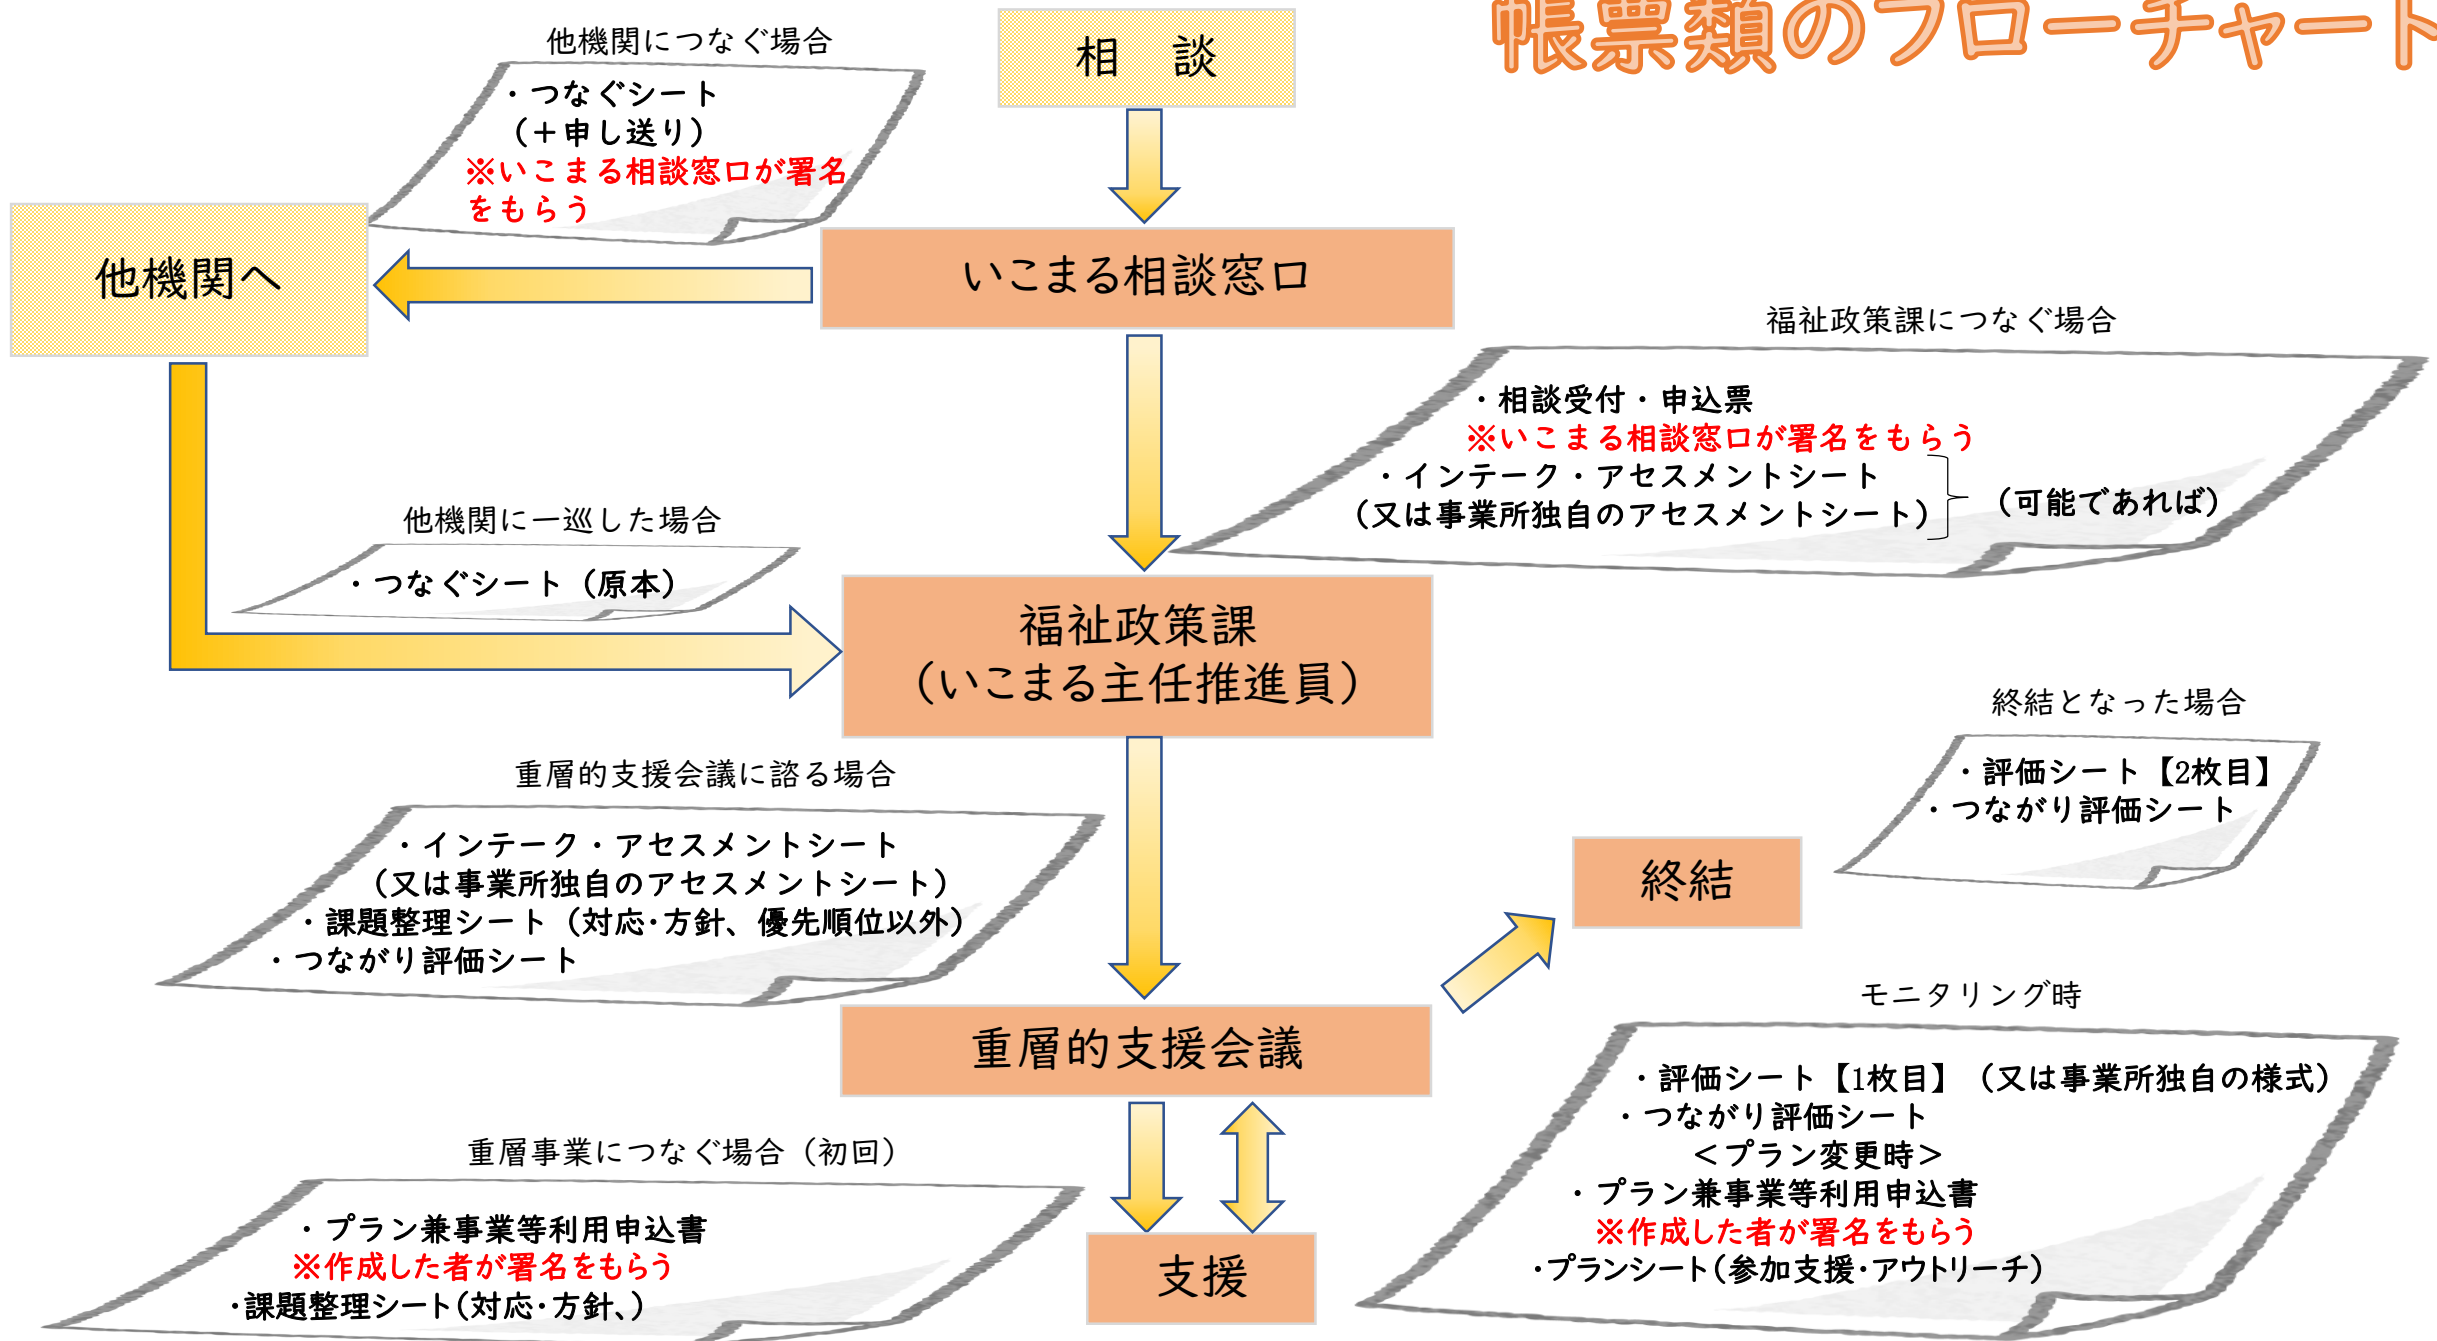 帳票類のフローチャート
相　談
他機関につなぐ場合
・つなぐシート
（＋申し送り）
※いこまる相談窓口が署名
をもらう
他機関へ
いこまる相談窓口
福祉政策課につなぐ場合
・相談受付・申込票
※いこまる相談窓口が署名をもらう
・インテーク・アセスメントシート
（又は事業所独自のアセスメントシート）
（可能であれば）
他機関に一巡した場合
・つなぐシート（原本）
福祉政策課
（いこまる主任推進員）
重層的支援会議に諮る場合
・インテーク・アセスメントシート
（又は事業所独自のアセスメントシート）
・課題整理シート（対応・方針、優先順位以外）
・つながり評価シート
終結となった場合
・評価シート【2枚目】
・つながり評価シート
終結
重層的支援会議
モニタリング時
・評価シート【1枚目】（又は事業所独自の様式）
・つながり評価シート
＜プラン変更時＞
・プラン兼事業等利用申込書
※作成した者が署名をもらう
・プランシート（参加支援・アウトリーチ）
重層事業につなぐ場合（初回）
・プラン兼事業等利用申込書
※作成した者が署名をもらう
・課題整理シート（対応・方針、）
支援